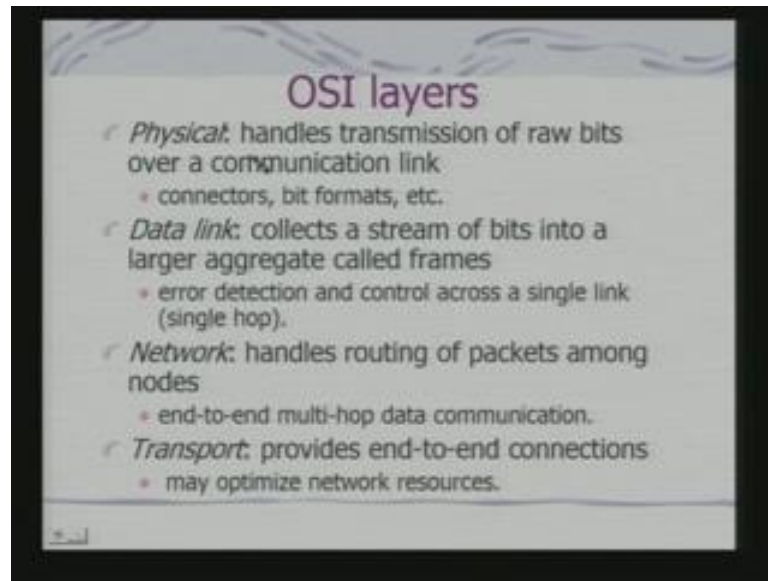 OSI layers
Physical: handles transmission of raw bits
over a communication link
connectors, bit formats, etc.
Data link: collects a stream of bits into a
larger aggregate called frames
error detection and control across a single link
(single hop).
Network: handles routing of packets among
nodes
end-to-end multi-hop data communication.
Transport: provides end-to-end connections
may optimize network resources.